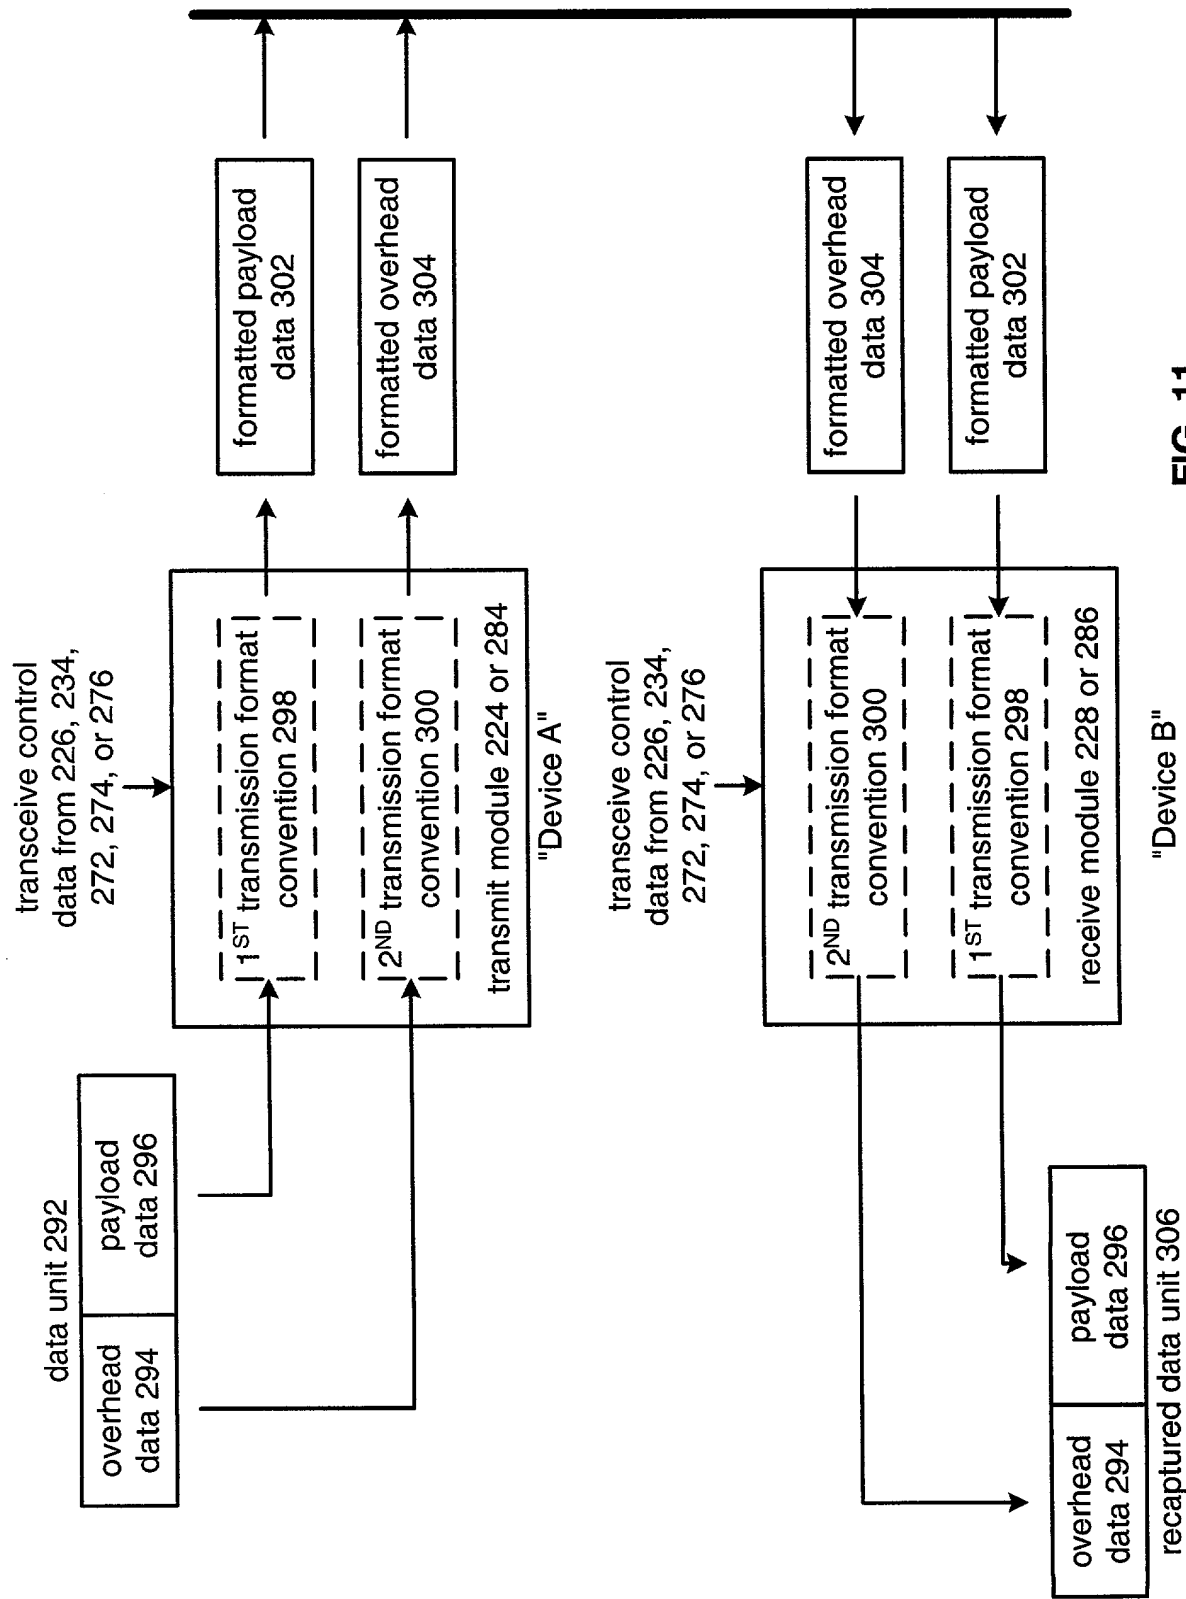 data unit 292
overhead
data 294
payload
data 296
transceive control
data from 226, 234,
272, 274, or 276
1ST transmission format
convention 298
2ND transmission format
convention 300
transmit module 224 or 284
"Device A"
formatted payload
data 302
formatted overhead
data 304
transceive control
data from 226, 234,
272, 274, or 276
2ND transmission format
convention 300
1ST transmission format
convention 298
receive module 228 or 286
"Device B"
formatted overhead
data 304
formatted payload
data 302
overhead
data 294
payload
data 296
recaptured data unit 306
FIG. 11